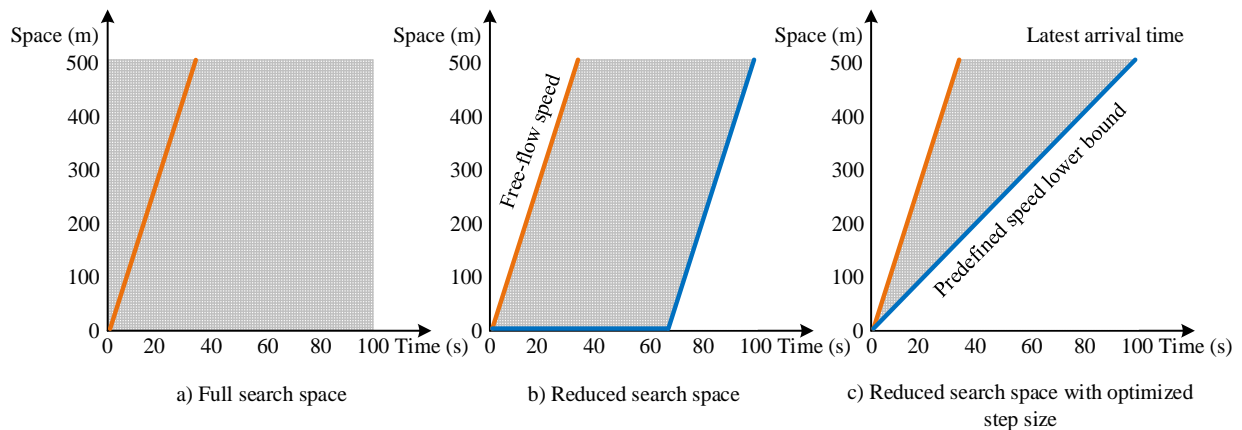 Space (m)
500
400
300
200
100
0
0 20 40 60 80 100 Time (s)
a) Full search space
Space (m)
500
400
300
200
100
0
Free-flow speed
0 20 40 60 80 100 Time (s)
b) Reduced search space
Space (m)
Latest arrival time
500
400
300
200
100
0
Predefined speed lower bound
0 20 40 60 80 100 Time (s)
c) Reduced search space with optimized
step size